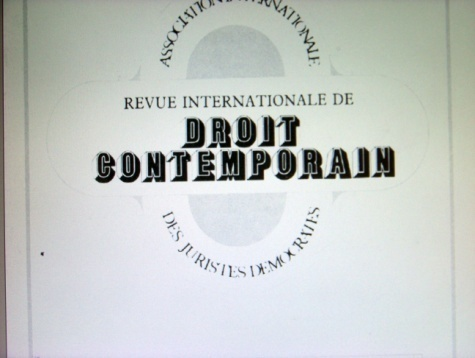 ASSOCIATION INTERNATIONALE
REVUE INTERNATIONALE DE
DROIT
CONTEMPORAIN
DES JURISTES DEMOCRATES